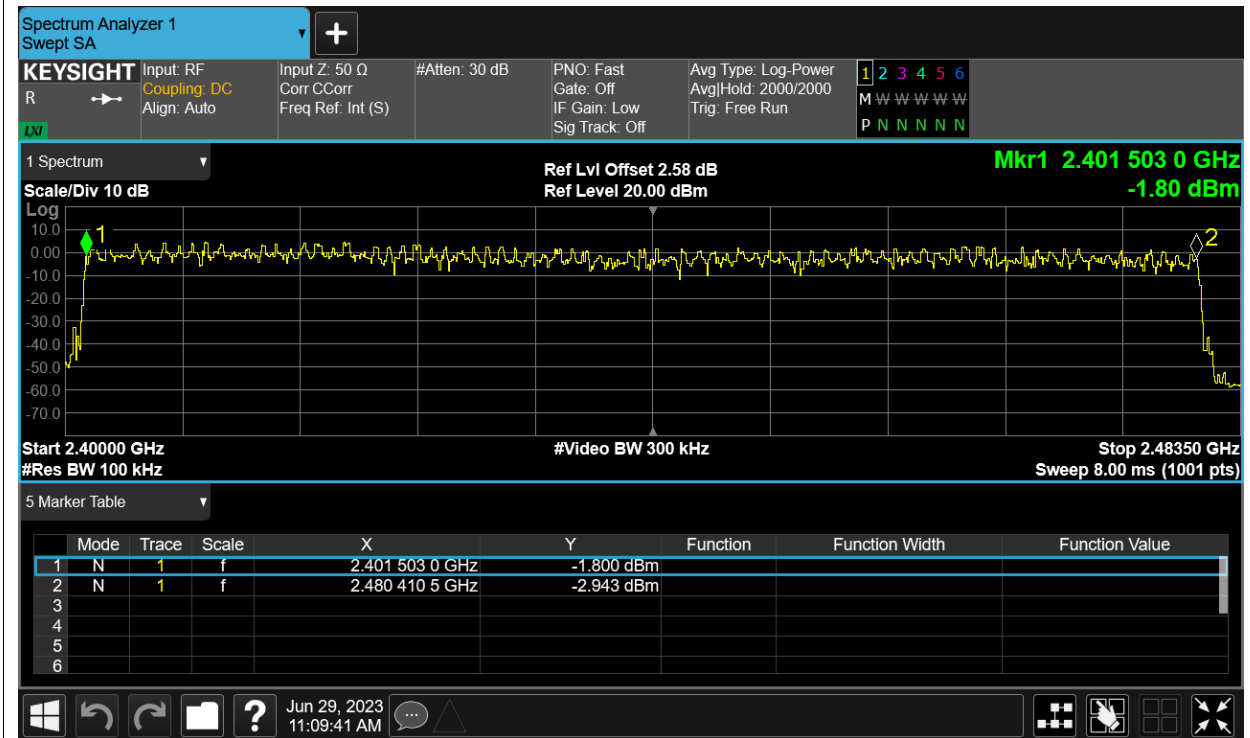 Spectrum Analyzer 1
Swept SA
+
KEYSIGHT Input: RF Input Z: 50 Ω #Atten: 30 dB PNO: Fast Avg Type: Log-Power 1 2 3 4 5 6
R Coupling: DC Corr CCorr Gate: Off Avg|Hold: 2000/2000 M W W W W W W
Align: Auto Freq Ref: Int (S) IF Gain: Low Trig: Free Run
LXI Sig Track: Off P N N N N N N
1 Spectrum Ref Lvl Offset 2.58 dB Mkr1 2.401 503 0 GHz
Scale/Div 10 dB Ref Level 20.00 dBm -1.80 dBm
Log
10.0 1 2
0.00
-10.0
-20.0
-30.0
-40.0
-50.0
-60.0
-70.0
Start 2.40000 GHz #Video BW 300 kHz Stop 2.48350 GHz
#Res BW 100 kHz Sweep 8.00 ms (1001 pts)
5 Marker Table
Mode Trace Scale X Y Function Function Width Function Value
1 N 1 f 2.401 503 0 GHz -1.800 dBm
2 N 1 f 2.480 410 5 GHz -2.943 dBm
3
4
5
6
? Jun 29, 2023
11:09:41 AM